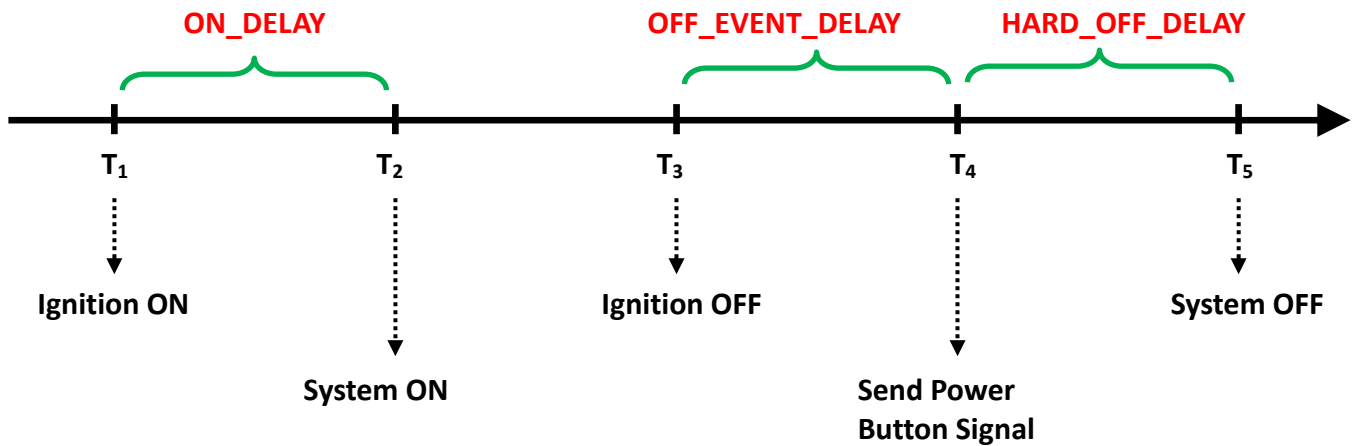 ON_DELAY
OFF_EVENT_DELAY
HARD_OFF_DELAY
T₁
T₂
T₃
T₄
T₅
Ignition ON
Ignition OFF
System OFF
System ON
Send Power
Button Signal